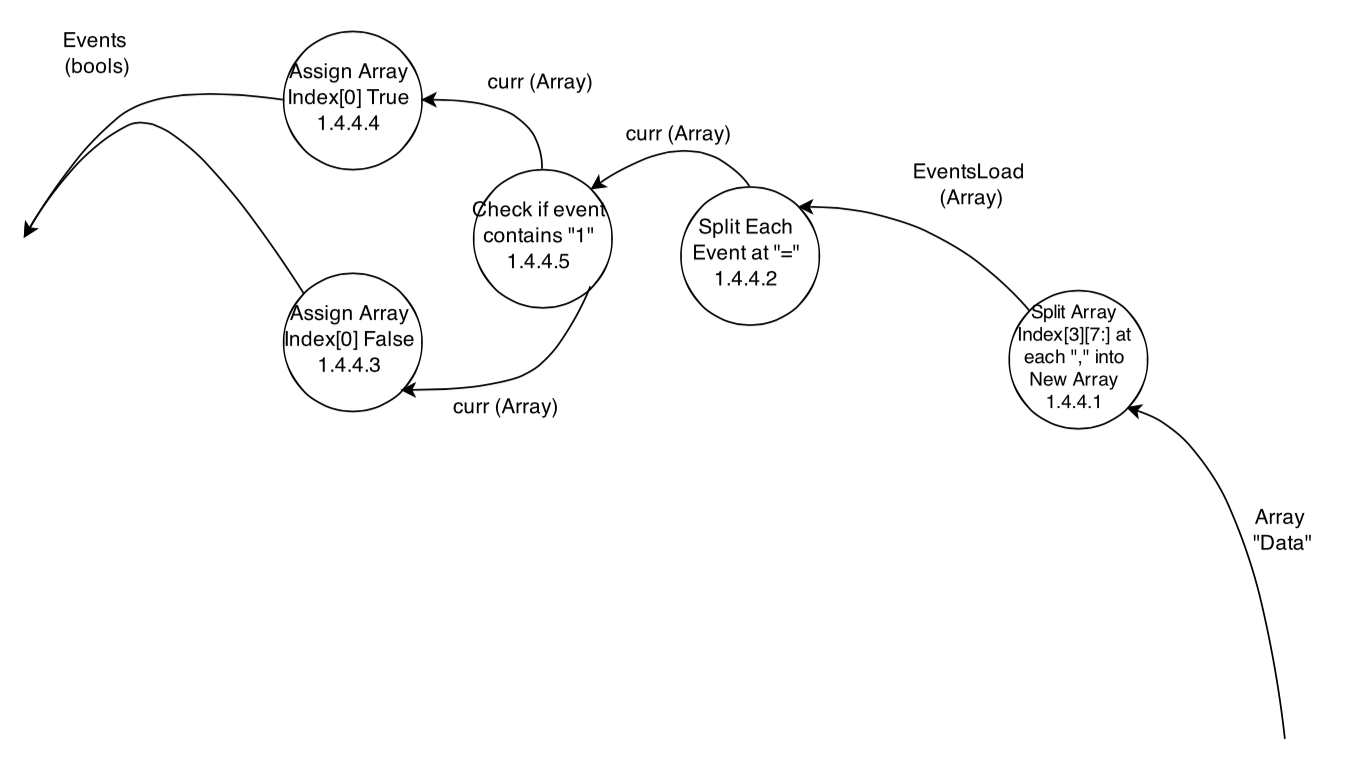 Events
(bools)
Assign Array
Index[0] True
1.4.4.4
curr (Array)
curr (Array)
EventsLoad
(Array)
Check if event
contains "1"
1.4.4.5
Split Each
Event at "="
1.4.4.2
Assign Array
Index[0] False
1.4.4.3
Split Array
Index[3][7:] at
each "," into
New Array
1.4.4.1
curr (Array)
Array
"Data"